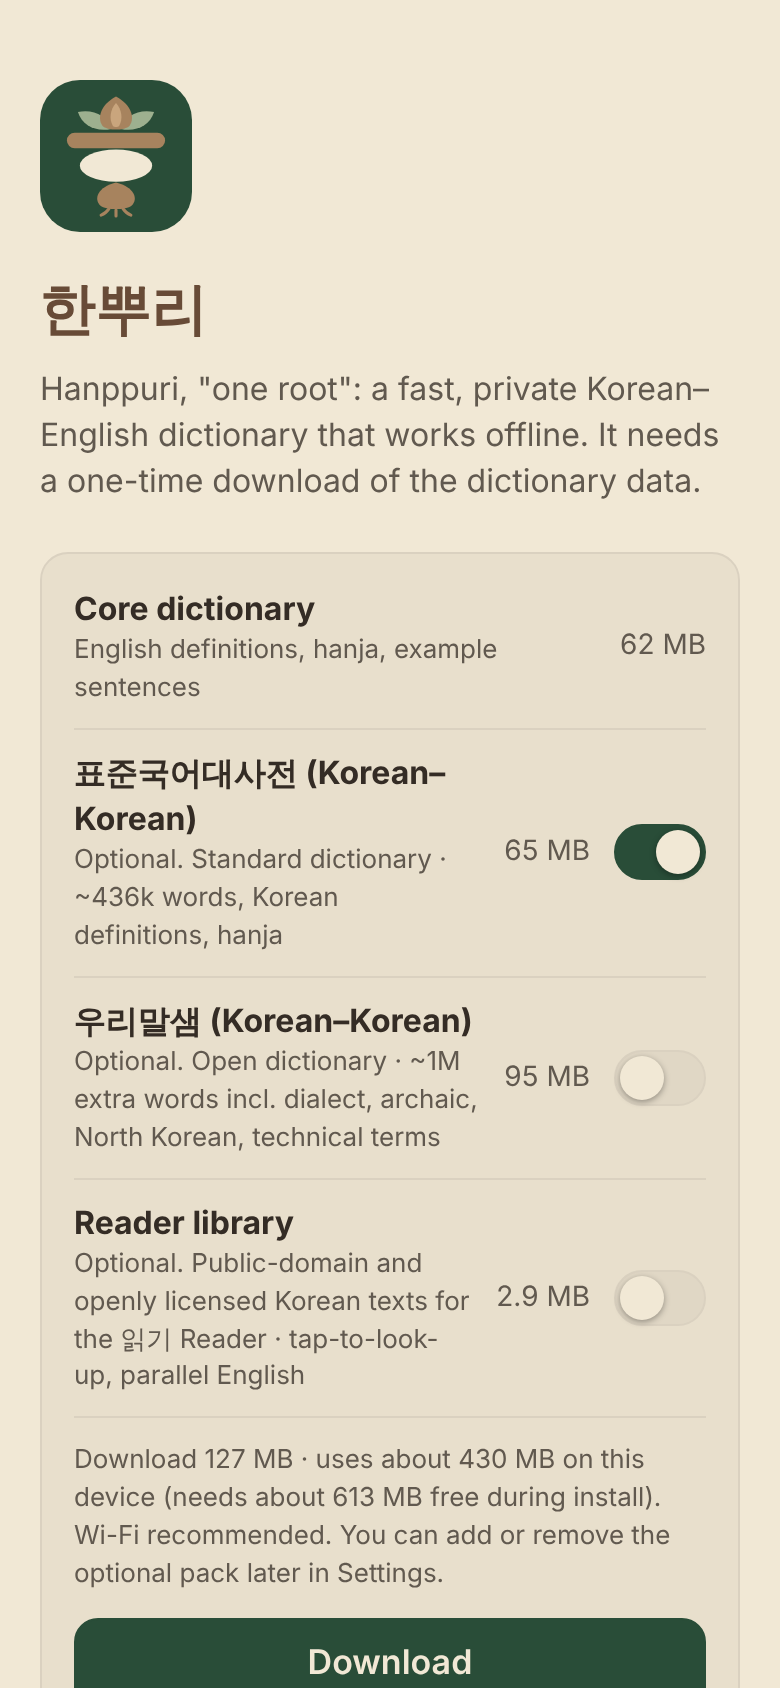 한뿌리
Hanppuri, "one root": a fast, private Korean–
English dictionary that works offline. It needs
a one-time download of the dictionary data.
Core dictionary
English definitions, hanja, example
sentences
62 MB
표준국어대사전 (Korean–
Korean)
Optional. Standard dictionary ·
~436k words, Korean
definitions, hanja
65 MB
우리말샘 (Korean–Korean)
Optional. Open dictionary · ~1M
extra words incl. dialect, archaic,
North Korean, technical terms
95 MB
Reader library
Optional. Public-domain and
openly licensed Korean texts for
the 읽기 Reader · tap-to-look-
up, parallel English
2.9 MB
Download 127 MB · uses about 430 MB on this
device (needs about 613 MB free during install).
Wi-Fi recommended. You can add or remove the
optional pack later in Settings.
Download